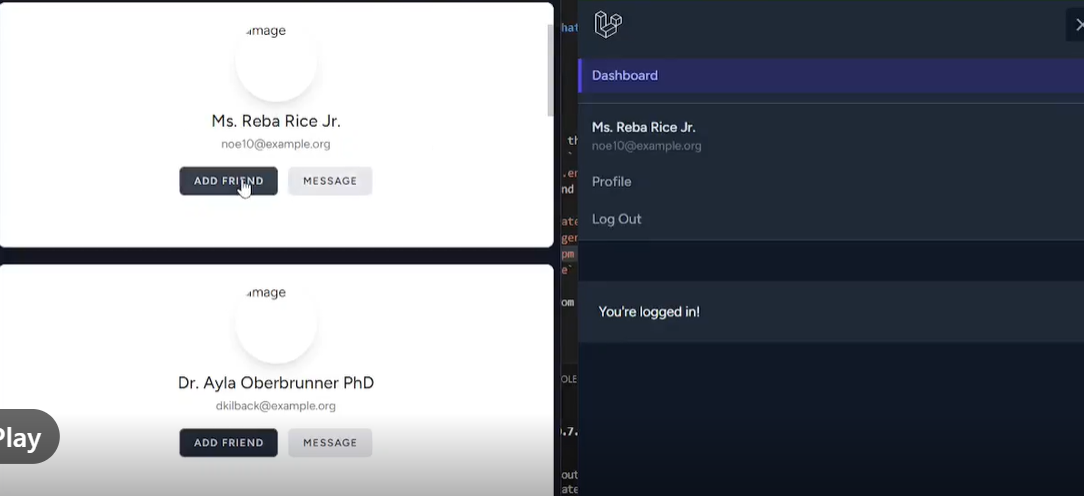 image
Ms. Reba Rice Jr.
noe10@example.org
ADD FRIEND
MESSAGE
image
Dr. Ayla Oberbrunner PhD
dkilback@example.org
ADD FRIEND
MESSAGE
Play
Dashboard
Ms. Reba Rice Jr.
noe10@example.org
Profile
Log Out
You're logged in!